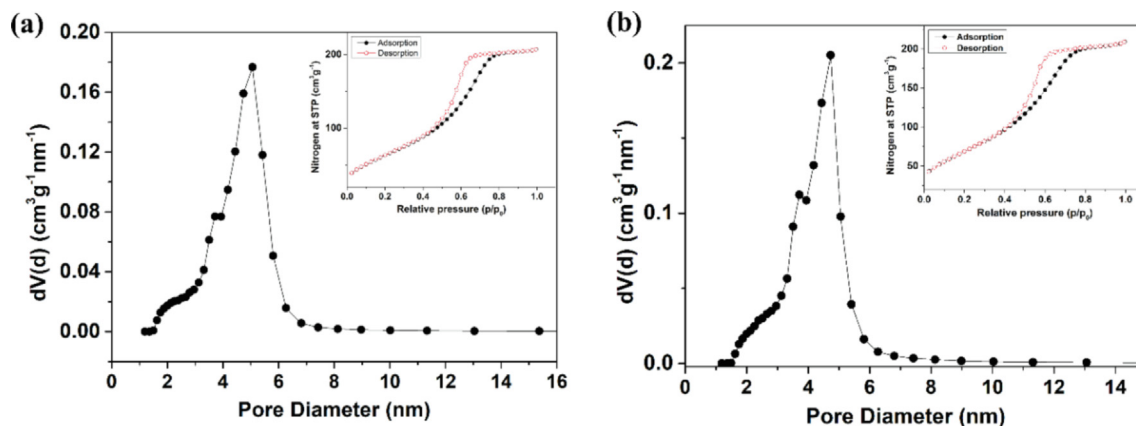 (a)
dV(d) (cm³g⁻¹nm⁻¹)
0.20
0.16
0.12
0.08
0.04
0.00
0 2 4 6 8 10 12 14 16
Pore Diameter (nm)
Adsorption
Desorption
Nitrogen at STP (cm³g⁻¹)
200
100
0.0 0.2 0.4 0.6 0.8 1.0
Relative pressure (p/p₀)
(b)
dV(d) (cm³g⁻¹nm⁻¹)
0.2
0.1
0.0
0 2 4 6 8 10 12 14
Pore Diameter (nm)
Adsorption
Desorption
Nitrogen at STP (cm³g⁻¹)
200
150
100
50
0.0 0.2 0.4 0.6 0.8 1.0
Relative pressure (p/p₀)